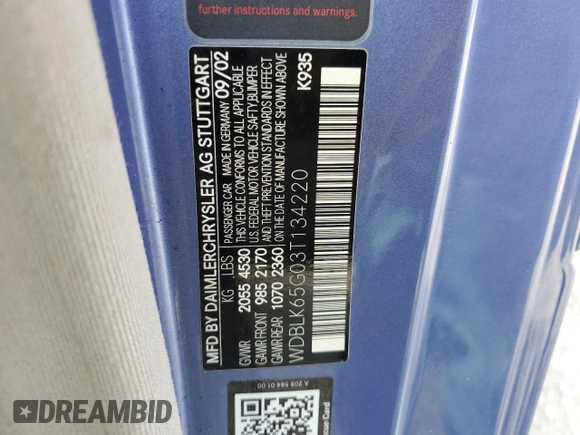 further instructions and warnings.
MFD BY DAIMLERCHRYSLER AG STUTTGART
PASSENGER CAR MADE IN GERMANY 09/02
THIS VEHICLE CONFORMS TO ALL APPLICABLE
U.S. FEDERAL MOTOR VEHICLE SAFTY,BUMPER
AND THEFT PREVENTION STANDARDS IN EFFECT
ON THE DATE OF MANUFACTURE SHOWN ABOVE
KG LBS
GVWR 2055 4530
GAWR FRONT 985 2170
GAWR REAR 1070 2360
K935
WDBLK65G03T134220
A 208 584 01 00
scue Card
DREAMBID